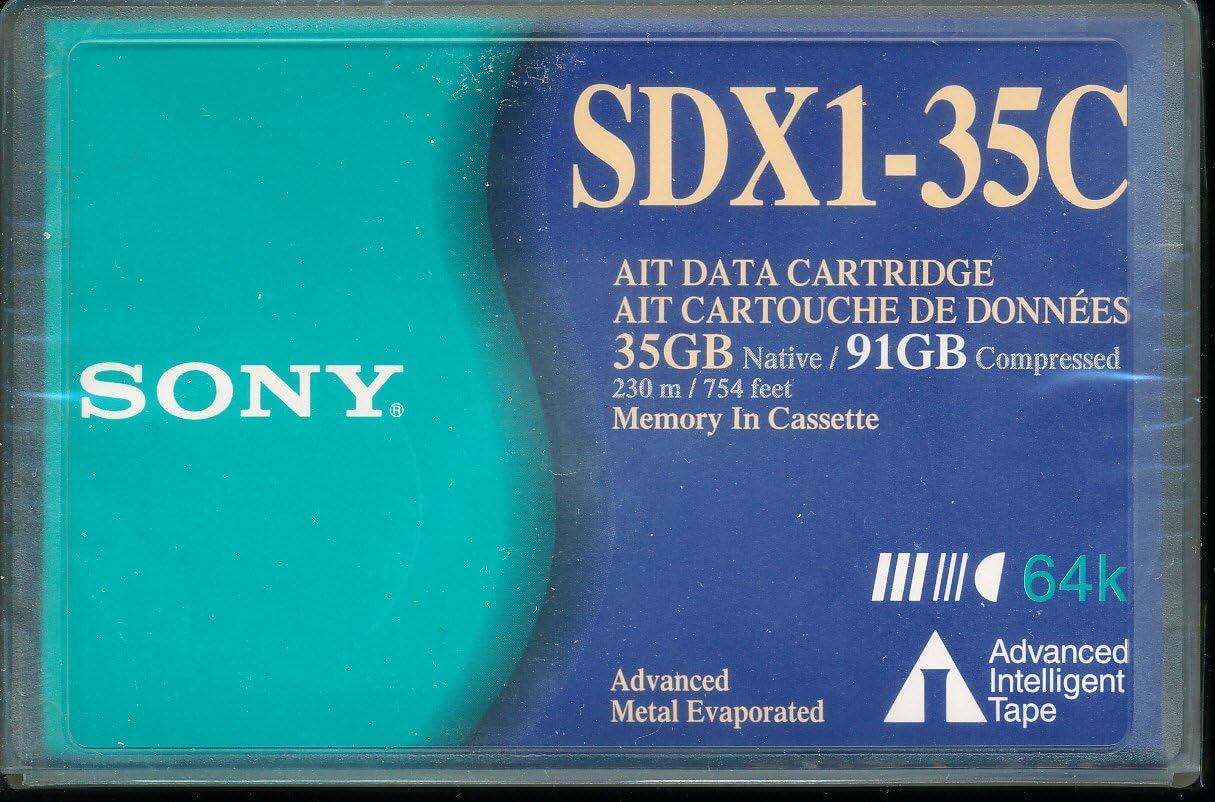 SONY®
SDX1-35C
AIT DATA CARTRIDGE
AIT CARTOUCHE DE DONNÉES
35GB Native / 91GB Compressed
230 m / 754 feet
Memory In Cassette
64k
Advanced
Metal Evaporated
Advanced
Intelligent
Tape